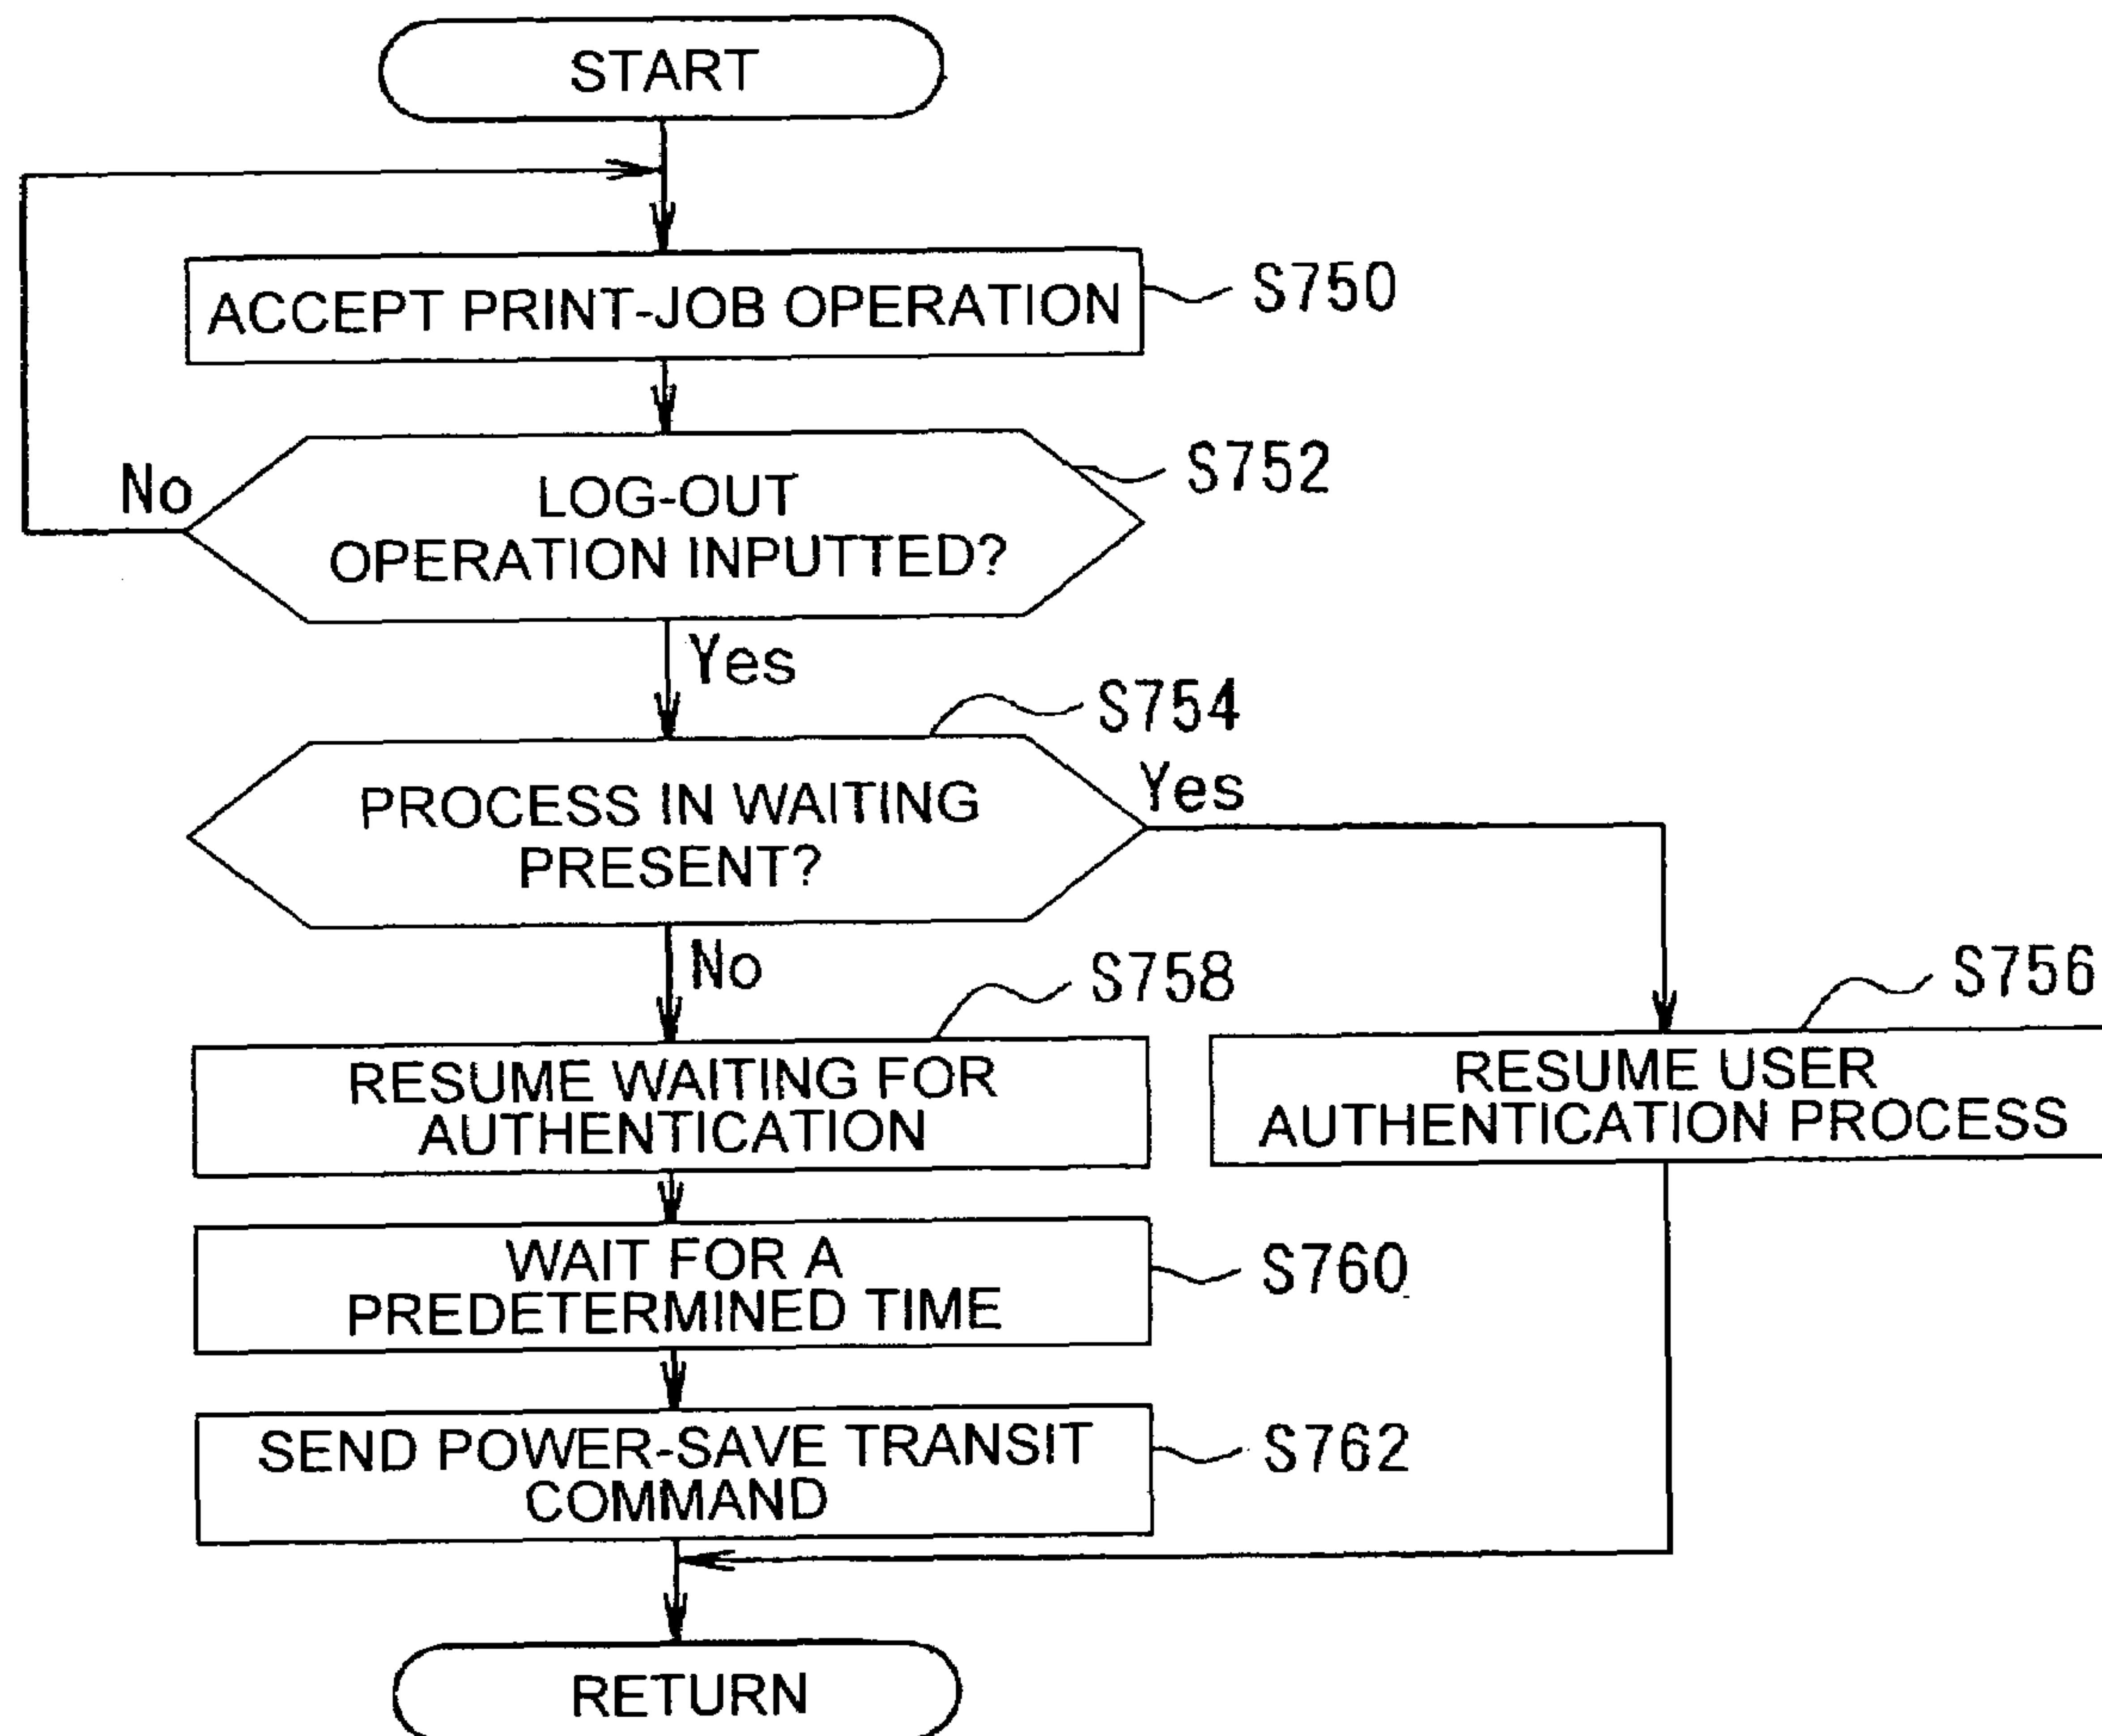 START
ACCEPT PRINT-JOB OPERATION
S750
LOG-OUT
OPERATION INPUTTED?
S752
No
Yes
PROCESS IN WAITING
PRESENT?
S754
Yes
No
RESUME WAITING FOR
AUTHENTICATION
S758
RESUME USER
AUTHENTICATION PROCESS
S756
WAIT FOR A
PREDETERMINED TIME
S760
SEND POWER-SAVE TRANSIT
COMMAND
S762
RETURN